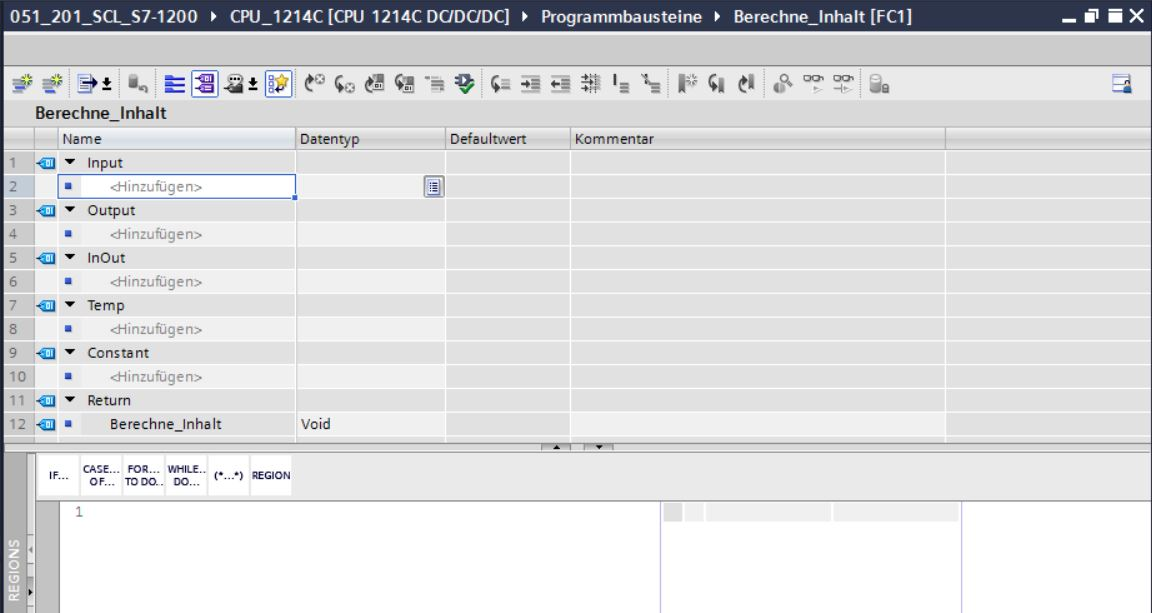 051_201_SCL_S7-1200 ▸ CPU_1214C [CPU 1214C DC/DC/DC] ▸ Programmbausteine ▸ Berechne_Inhalt [FC1]
Berechne_Inhalt
Name Datentyp Defaultwert Kommentar
1 Input
2 <Hinzufügen>
3 Output
4 <Hinzufügen>
5 InOut
6 <Hinzufügen>
7 Temp
8 <Hinzufügen>
9 Constant
10 <Hinzufügen>
11 Return
12 Berechne_Inhalt Void
IF... CASE... FOR... WHILE.. (*...*) REGION
OF... TO DO.. DO...
1
REGIONS